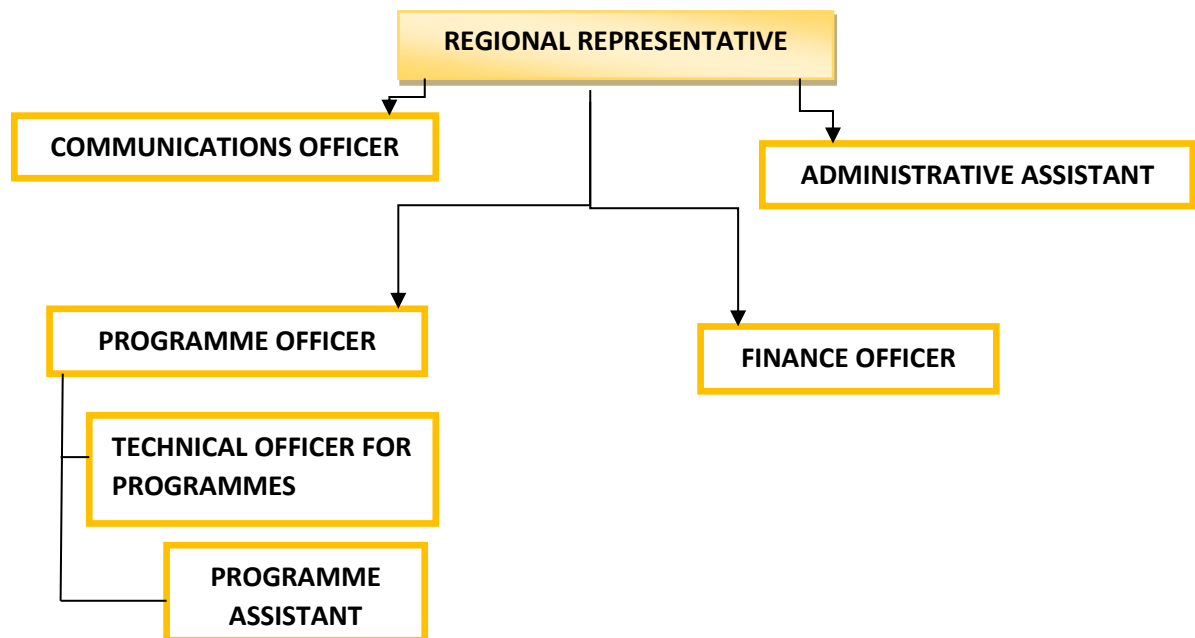 REGIONAL REPRESENTATIVE
COMMUNICATIONS OFFICER
ADMINISTRATIVE ASSISTANT
PROGRAMME OFFICER
FINANCE OFFICER
TECHNICAL OFFICER FOR
PROGRAMMES
PROGRAMME
ASSISTANT